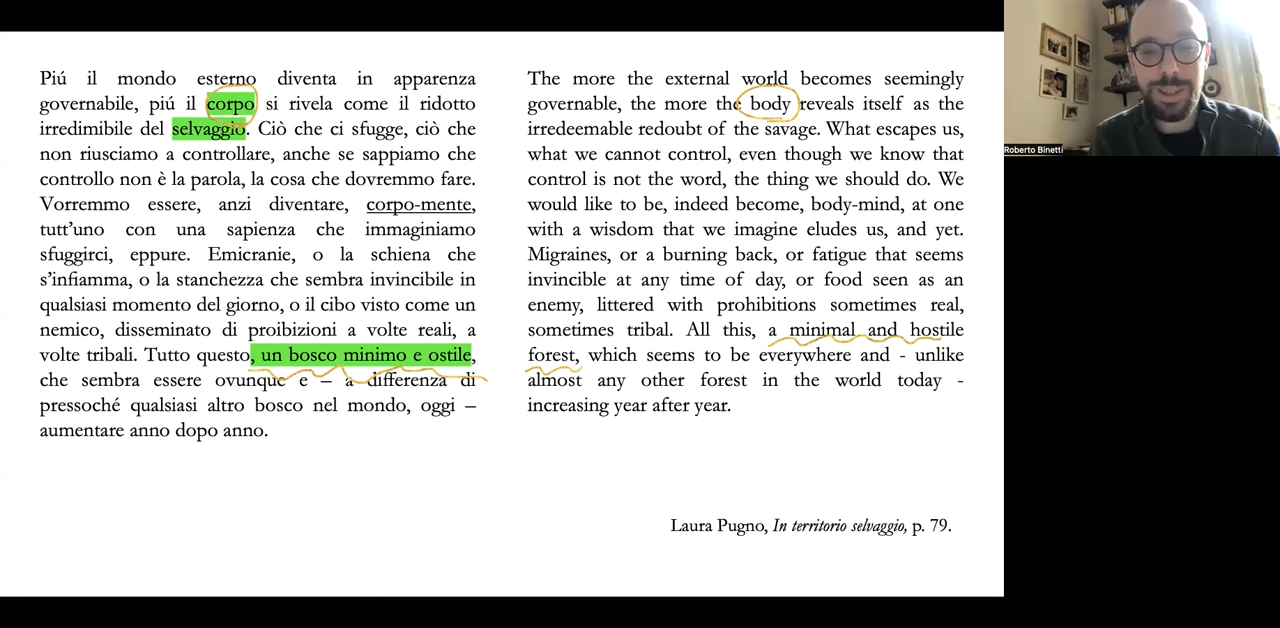 Piú il mondo esterno diventa in apparenza
governabile, piú il corpo si rivela come il ridotto
irredimibile del selvaggio. Ciò che ci sfugge, ciò che
non riusciamo a controllare, anche se sappiamo che
controllo non è la parola, la cosa che dovremmo fare.
Vorremmo essere, anzi diventare, corpo-mente,
tutt’uno con una sapienza che immaginiamo
sfuggirci, eppure. Emicranie, o la schiena che
s’infiamma, o la stanchezza che sembra invincibile in
qualsiasi momento del giorno, o il cibo visto come un
nemico, disseminato di proibizioni a volte reali, a
volte tribali. Tutto questo, un bosco minimo e ostile,
che sembra essere ovunque e – a differenza di
pressoché qualsiasi altro bosco nel mondo, oggi –
aumentare anno dopo anno.
The more the external world becomes seemingly
governable, the more the body reveals itself as the
irredeemable redoubt of the savage. What escapes us,
what we cannot control, even though we know that
control is not the word, the thing we should do. We
would like to be, indeed become, body-mind, at one
with a wisdom that we imagine eludes us, and yet.
Migraines, or a burning back, or fatigue that seems
invincible at any time of day, or food seen as an
enemy, littered with prohibitions sometimes real,
sometimes tribal. All this, a minimal and hostile
forest, which seems to be everywhere and - unlike
almost any other forest in the world today -
increasing year after year.
Laura Pugno, In territorio selvaggio, p. 79.
Roberto Binetti